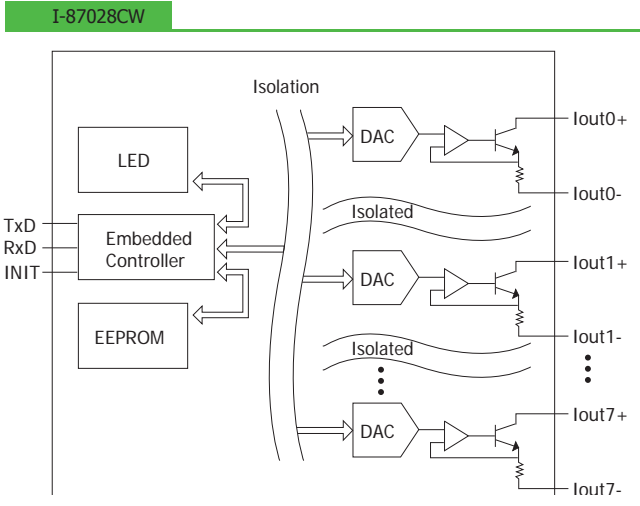 I-87028CW
Isolation
DAC
Iout0+
LED
Iout0-
Isolated
TxD
RxD
INIT
Embedded
Controller
Iout1+
DAC
EEPROM
Iout1-
Isolated
Iout7+
DAC
Iout7-